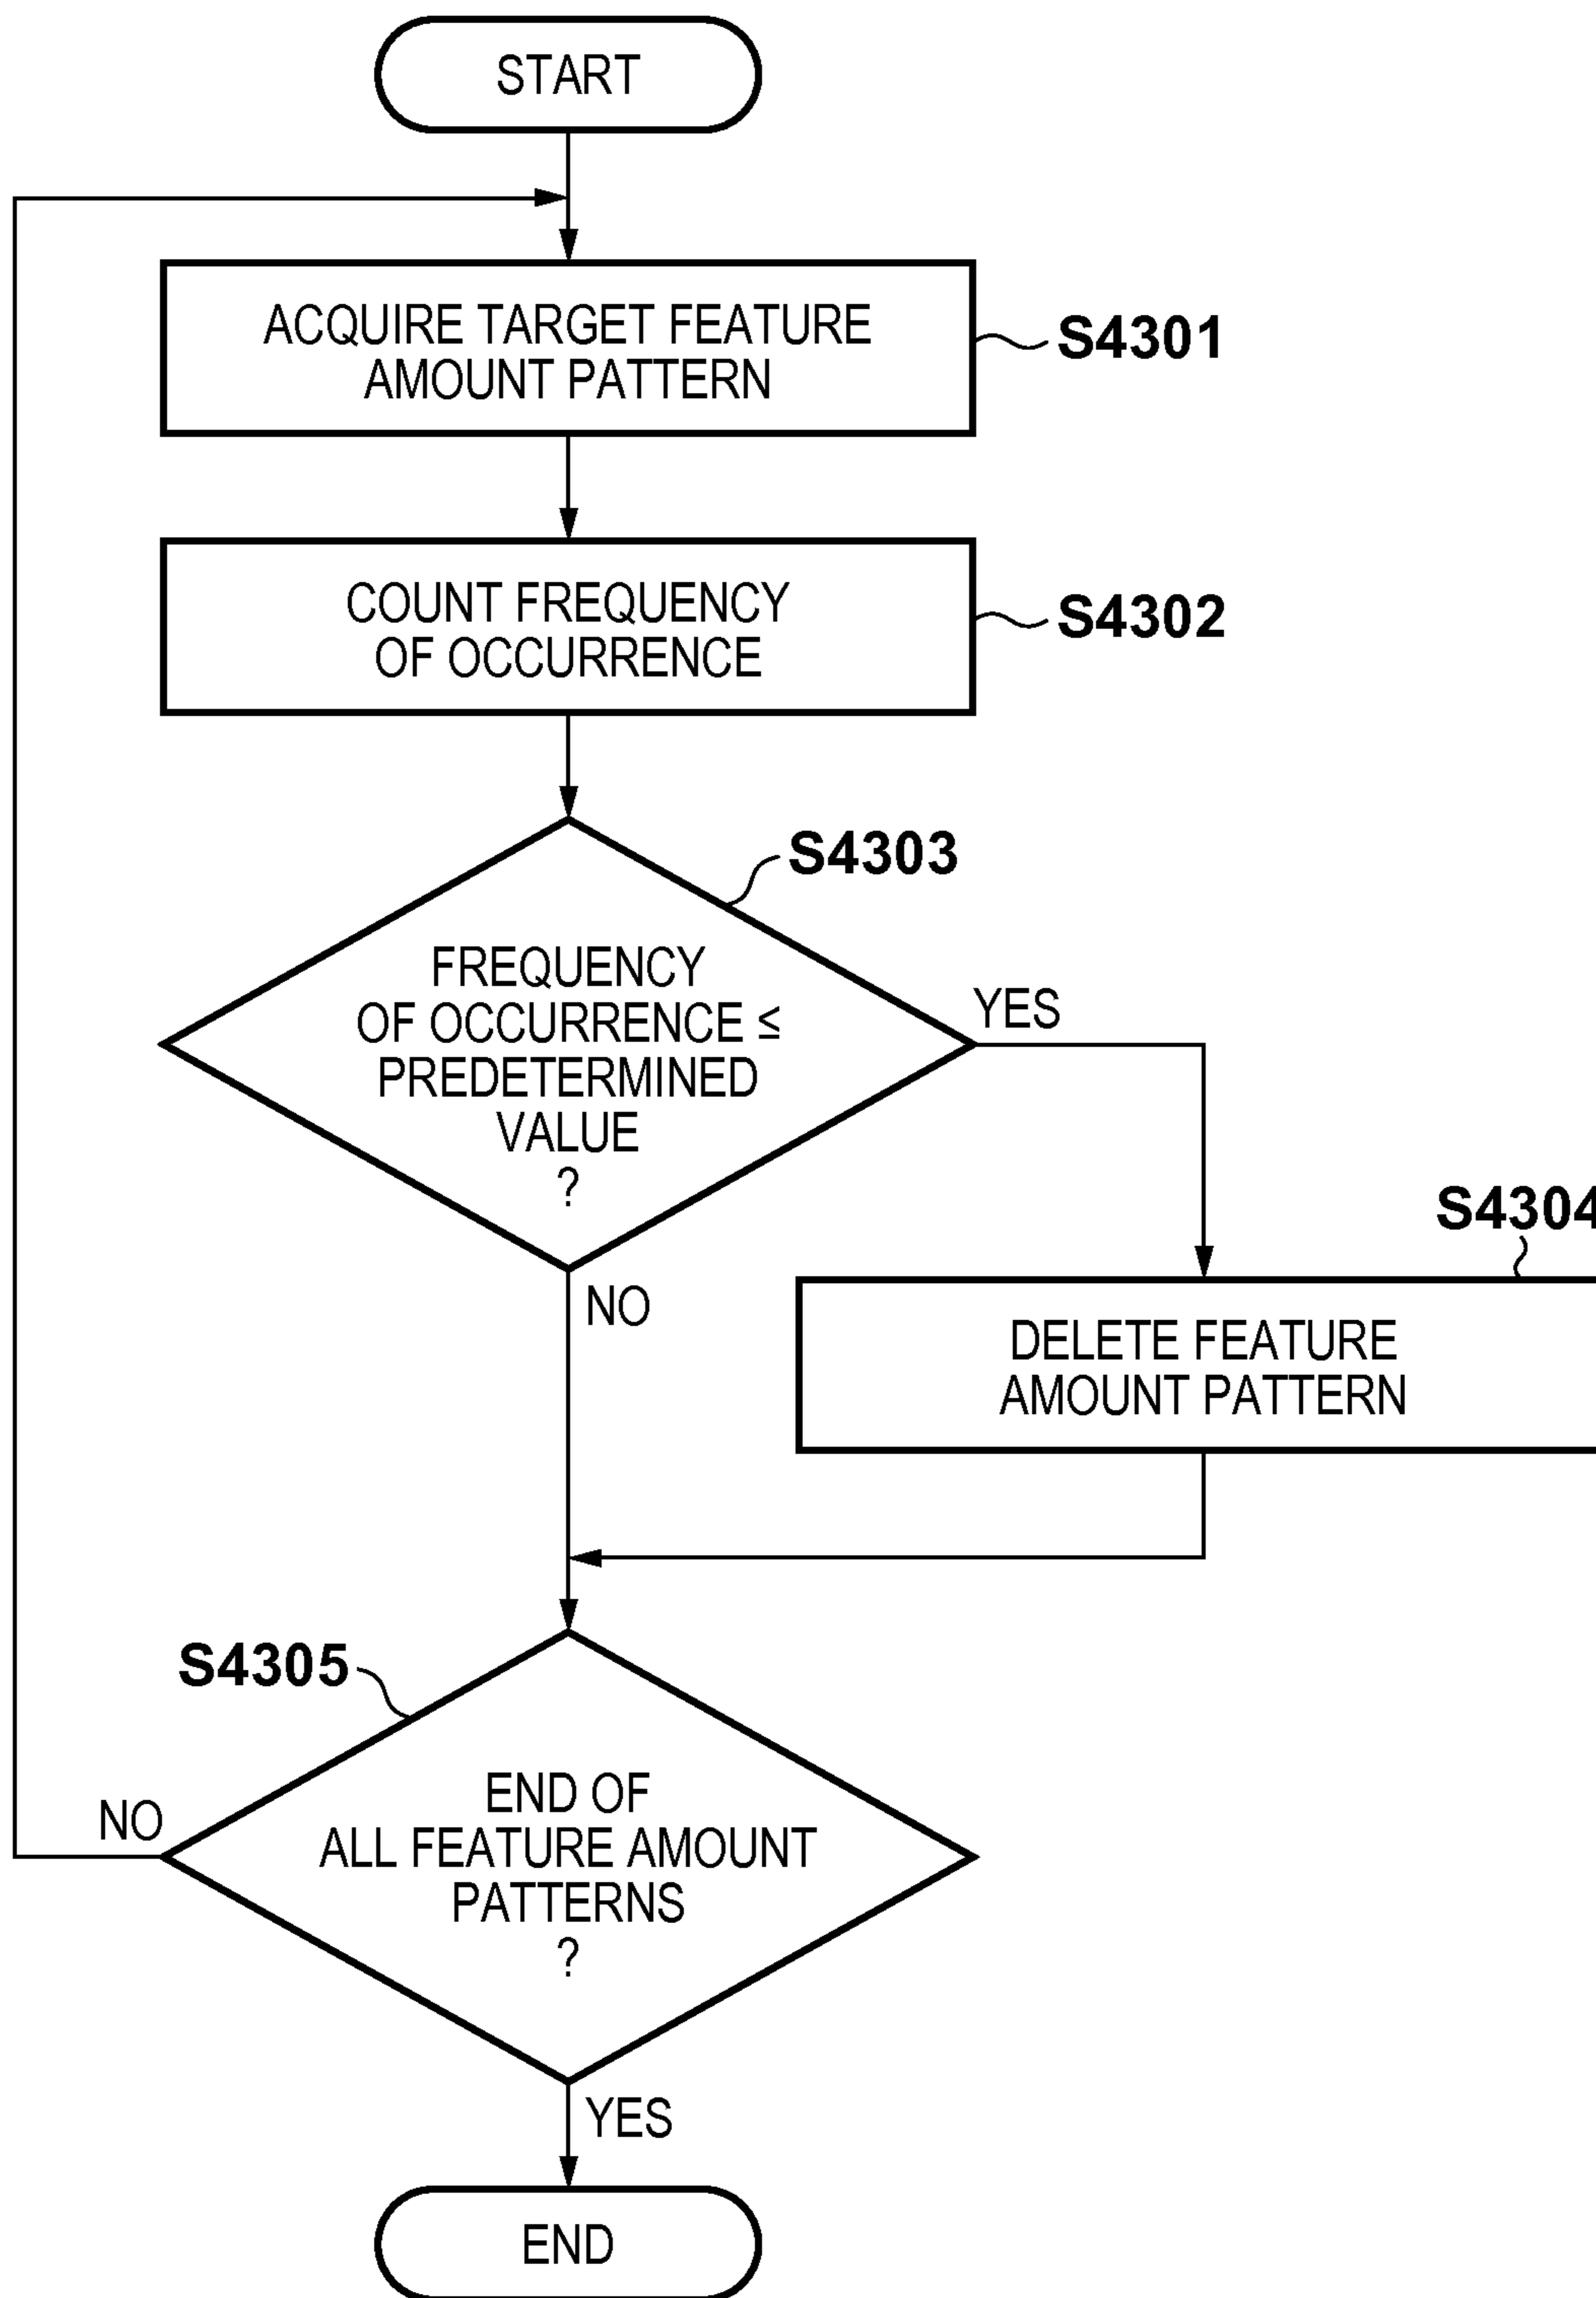 START
ACQUIRE TARGET FEATURE
AMOUNT PATTERN
S4301
COUNT FREQUENCY
OF OCCURRENCE
S4302
S4303
FREQUENCY
OF OCCURRENCE ≤
PREDETERMINED
VALUE
?
YES
NO
S4304
DELETE FEATURE
AMOUNT PATTERN
S4305
END OF
ALL FEATURE AMOUNT
PATTERNS
?
NO
YES
END